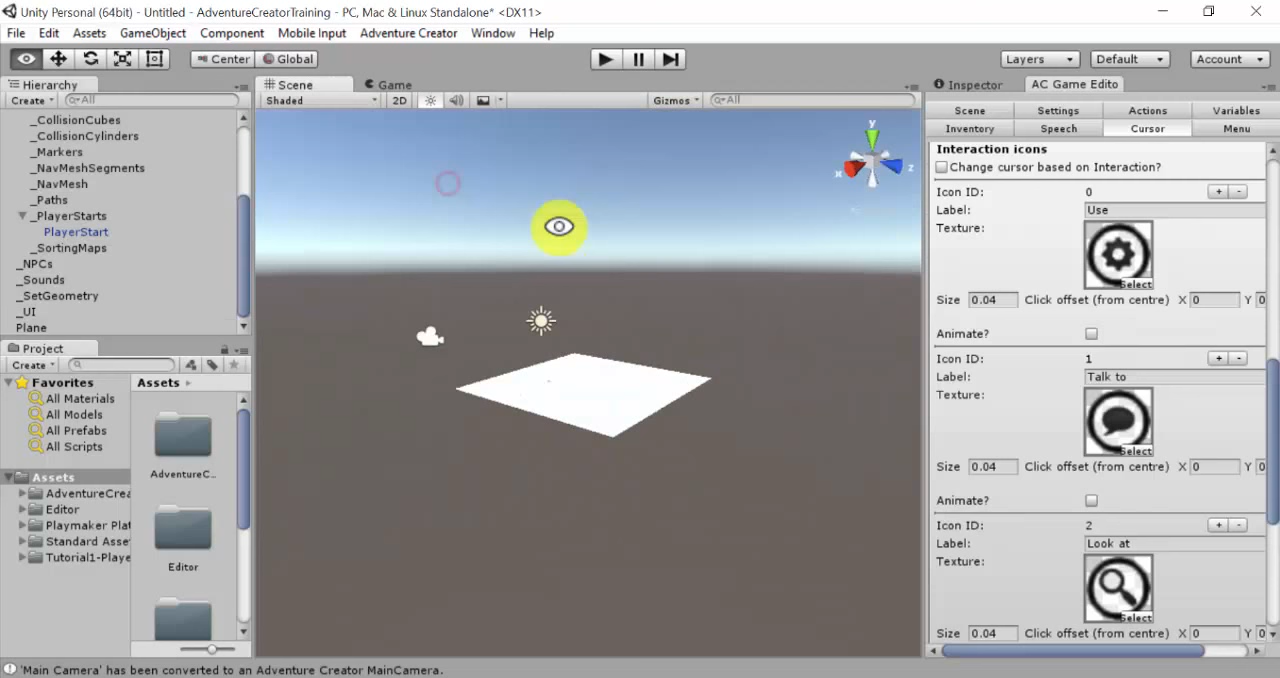 Unity Personal (64bit) - Untitled - AdventureCreatorTraining - PC, Mac & Linux Standalone* <DX11>
File Edit Assets GameObject Component Mobile Input Adventure Creator Window Help
Center Global Layers Default Account
Hierarchy
Create All
_CollisionCubes
_CollisionCylinders
_Markers
_NavMeshSegments
_NavMesh
_Paths
_PlayerStarts
PlayerStart
_SortingMaps
_NPCs
_Sounds
_SetGeometry
_UI
Plane
Project
Create
Favorites
All Materials
All Models
All Prefabs
All Scripts
Assets
AdventureCrea
Editor
Playmaker Plat
Standard Asse
Tutorial1-Playe
Assets
AdventureC...
Editor
Scene Game
Shaded 2D Gizmos All
y
x
z
Inspector AC Game Edito
Scene Settings Actions Variables
Inventory Speech Cursor Menu
Interaction icons
Change cursor based on Interaction?
Icon ID: 0 + -
Label: Use
Texture:
Select
Size 0.04 Click offset (from centre) X 0 Y 0
Animate?
Icon ID: 1 + -
Label: Talk to
Texture:
Select
Size 0.04 Click offset (from centre) X 0 Y 0
Animate?
Icon ID: 2 + -
Label: Look at
Texture:
Select
Size 0.04 Click offset (from centre) X 0 Y 0
'Main Camera' has been converted to an Adventure Creator MainCamera.